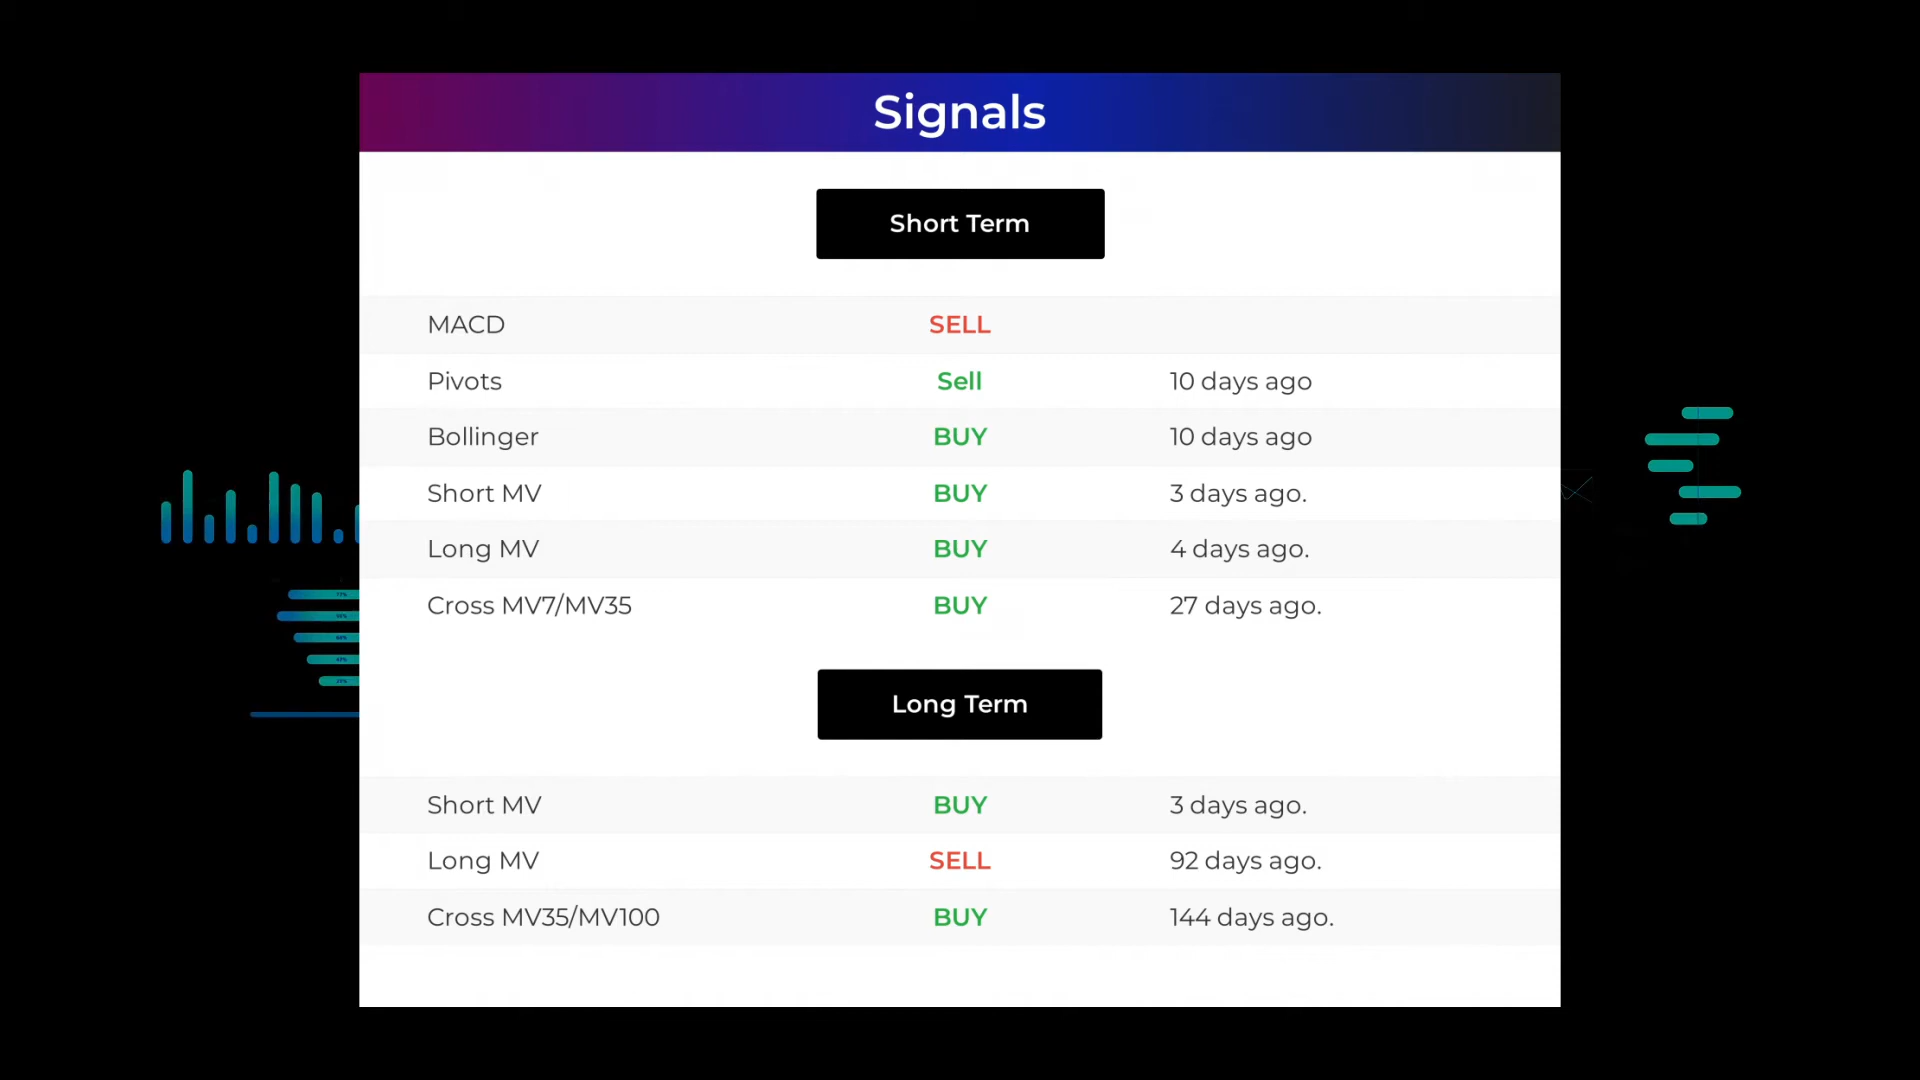 Signals
Short Term
MACD SELL
Pivots Sell 10 days ago
Bollinger BUY 10 days ago
Short MV BUY 3 days ago.
Long MV BUY 4 days ago.
Cross MV7/MV35 BUY 27 days ago.
Long Term
Short MV BUY 3 days ago.
Long MV SELL 92 days ago.
Cross MV35/MV100 BUY 144 days ago.